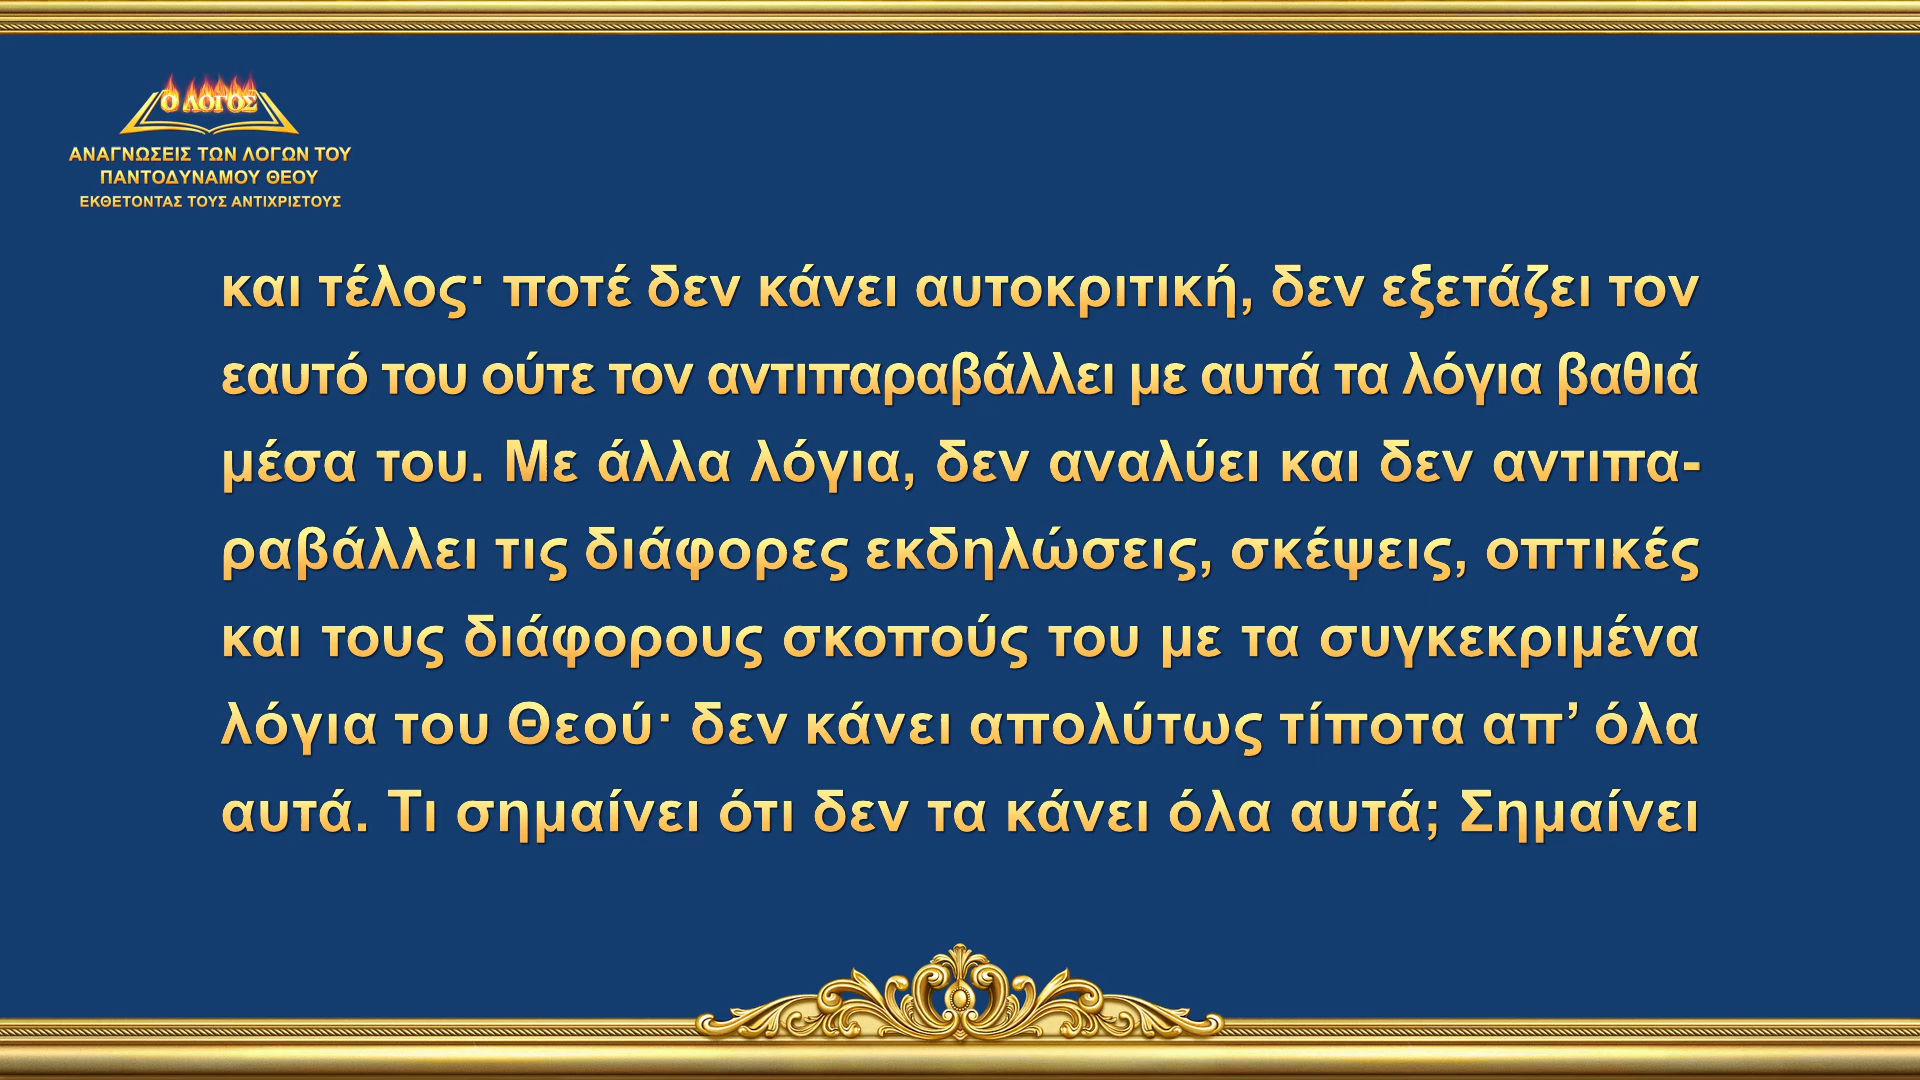 Ο ΛΟΓΟΣ
ΑΝΑΓΝΩΣΕΙΣ ΤΩΝ ΛΟΓΩΝ ΤΟΥ
ΠΑΝΤΟΔΥΝΑΜΟΥ ΘΕΟΥ
ΕΚΘΕΤΟΝΤΑΣ ΤΟΥΣ ΑΝΤΙΧΡΙΣΤΟΥΣ
και τέλος· ποτέ δεν κάνει αυτοκριτική, δεν εξετάζει τον
εαυτό του ούτε τον αντιπαραβάλλει με αυτά τα λόγια βαθιά
μέσα του. Με άλλα λόγια, δεν αναλύει και δεν αντιπα-
ραβάλλει τις διάφορες εκδηλώσεις, σκέψεις, οπτικές
και τους διάφορους σκοπούς του με τα συγκεκριμένα
λόγια του Θεού· δεν κάνει απολύτως τίποτα απ’ όλα
αυτά. Τι σημαίνει ότι δεν τα κάνει όλα αυτά; Σημαίνει